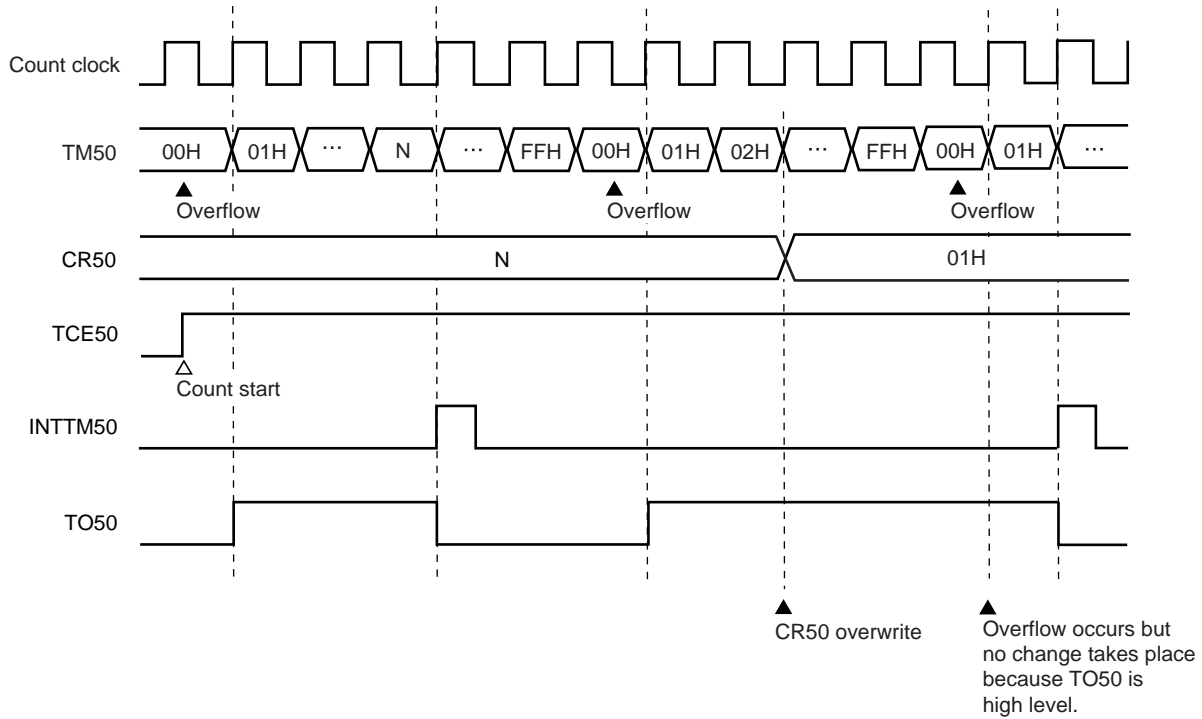 Count clock
TM50 00H 01H ... N ... FFH 00H 01H 02H ... FFH 00H 01H ...
Overflow Overflow Overflow
CR50 N 01H
TCE50
Count start
INTTM50
TO50
CR50 overwrite
Overflow occurs but
no change takes place
because TO50 is
high level.